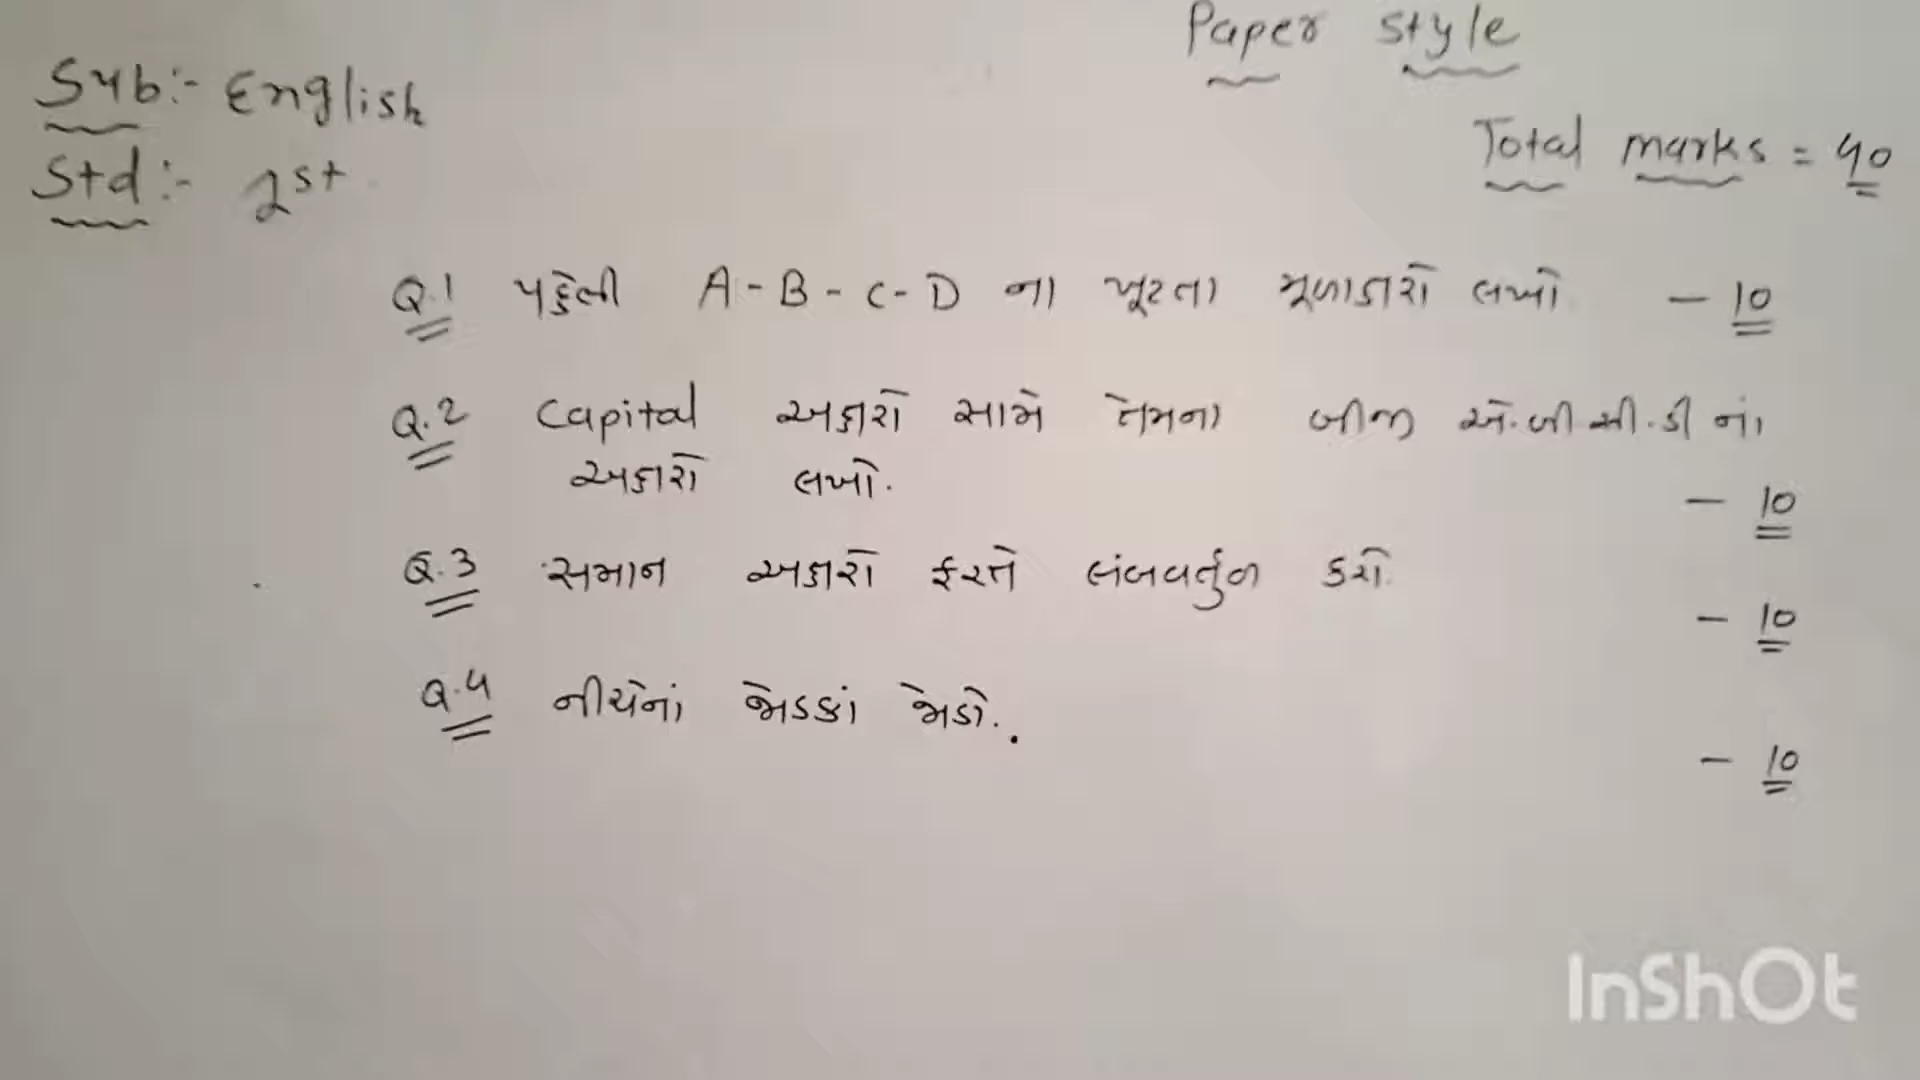 Paper style
Sub:- English
Total marks = 40
Std:- 1st
Q.1 પહેલી A-B-C-D ના ખૂટતા મૂળાક્ષરો લખો - 10
Q.2 Capital અક્ષરો સામે તેમના બીજી એ.બી.સી.ડી નાં
અક્ષરો લખો.
- 10
Q.3 સમાન અક્ષરો ફરતે લંબવર્તુળ કરો.
- 10
Q.4 નીચેનાં જોડકાં જોડો.
- 10
InShOt